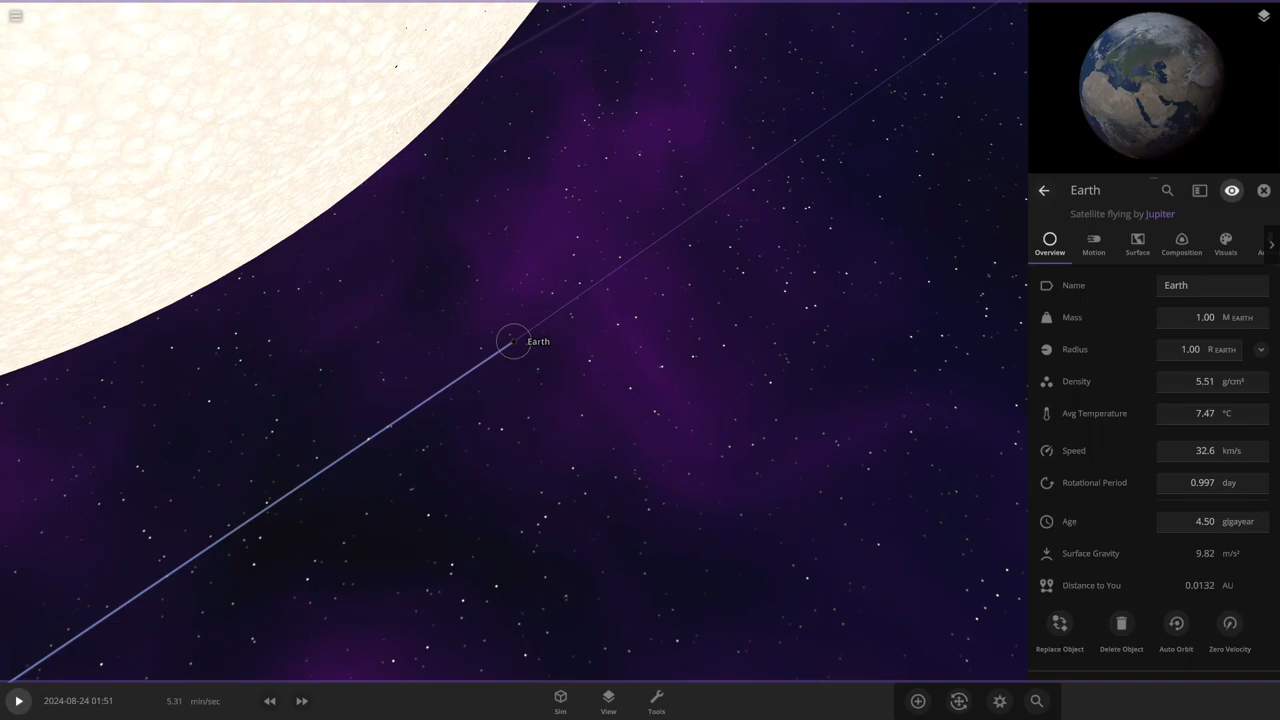 Earth
Earth
Satellite flying by Jupiter
Overview Motion Surface Composition Visuals
Name Earth
Mass 1.00 M EARTH
Radius 1.00 R EARTH
Density 5.51 g/cm³
Avg Temperature 7.47 °C
Speed 32.6 km/s
Rotational Period 0.997 day
Age 4.50 gigayear
Surface Gravity 9.82 m/s²
Distance to You 0.0132 AU
Replace Object Delete Object Auto Orbit Zero Velocity
2024-08-24 01:51 5.31 min/sec
Sim View Tools